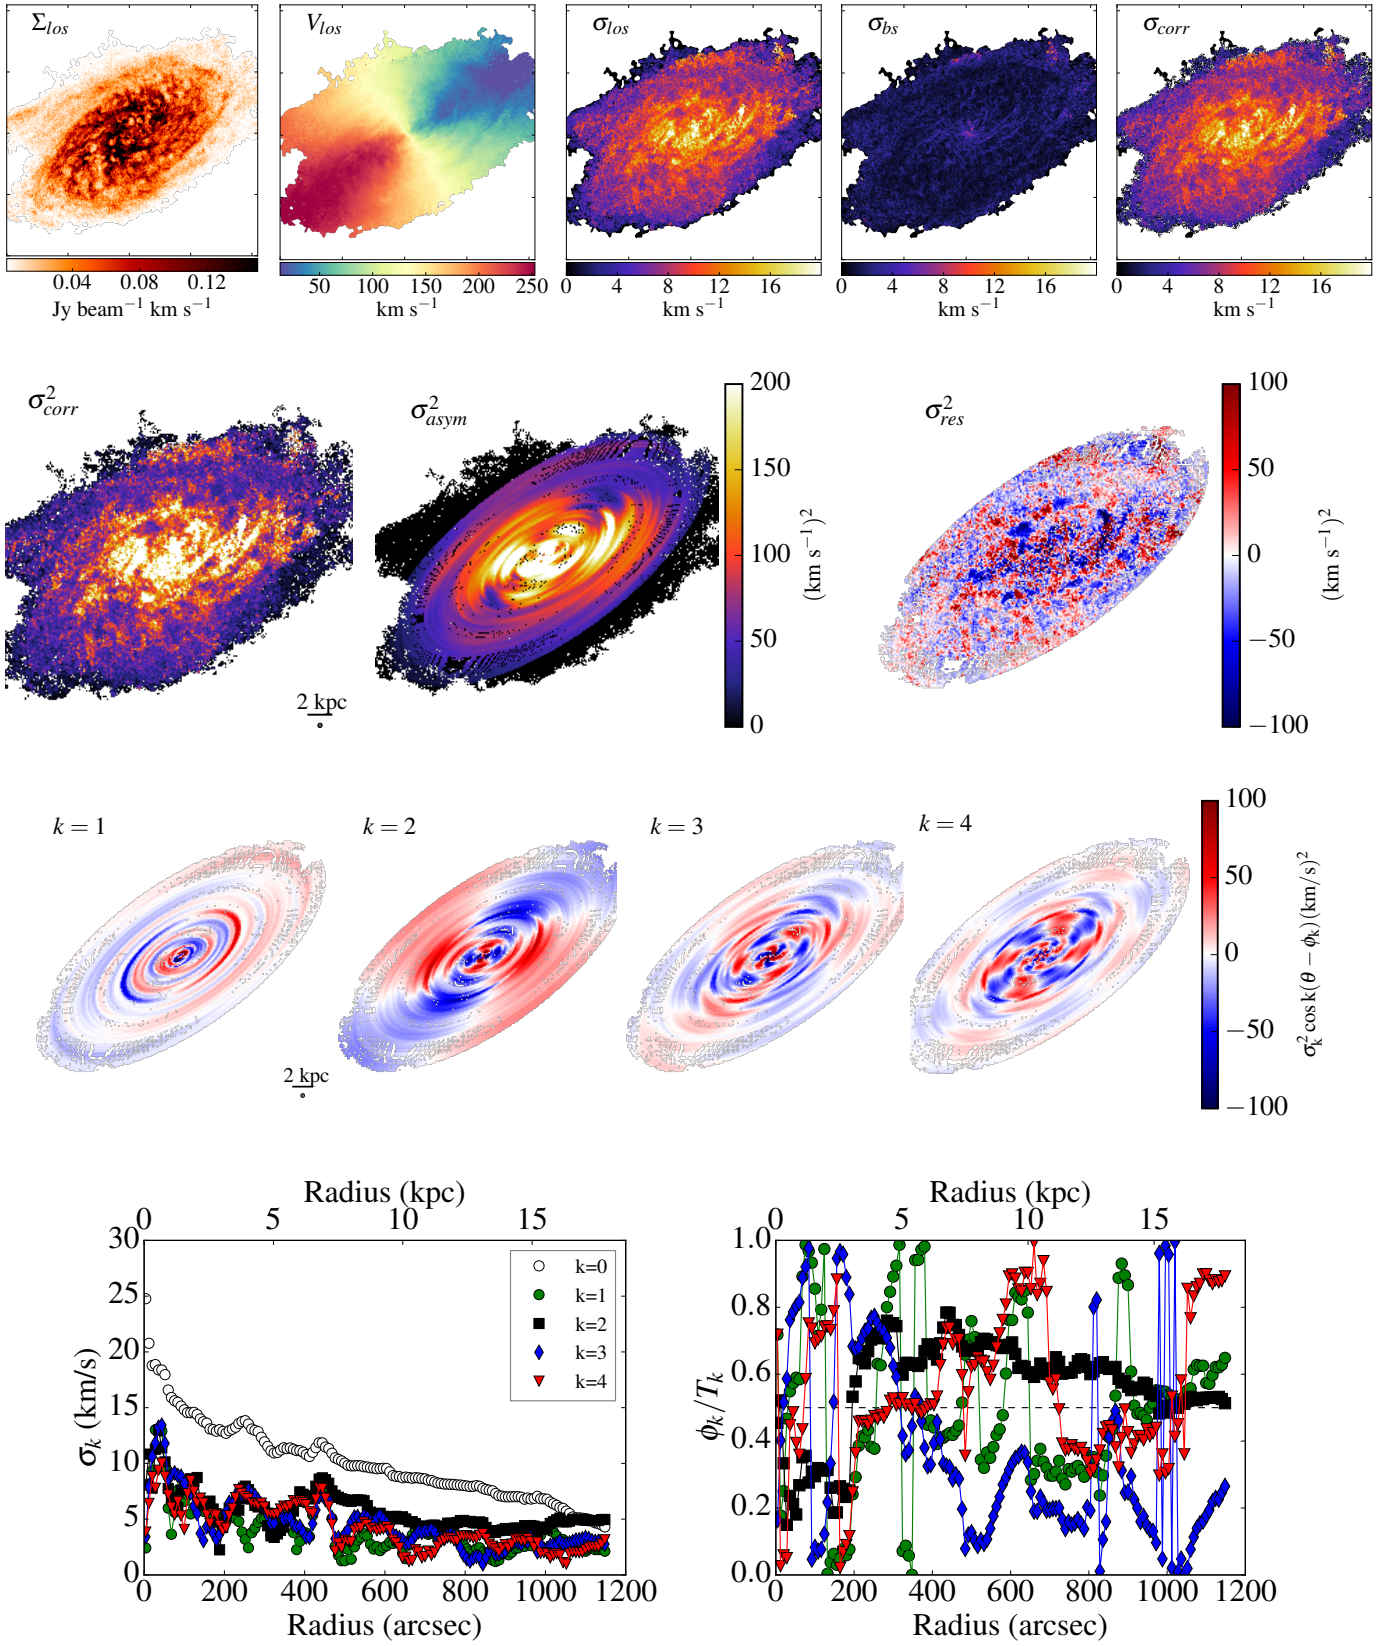 Σlos Vlos σlos σbs σcorr
0.04 0.08 0.12 50 100 150 200 250 0 4 8 12 16 0 4 8 12 16 0 4 8 12 16
Jy beam⁻¹ km s⁻¹ km s⁻¹ km s⁻¹ km s⁻¹ km s⁻¹
σ²corr σ²asym σ²res
200
150
100
50
0
(km s⁻¹)²
100
50
0
−50
−100
(km s⁻¹)²
2 kpc
k = 1 k = 2 k = 3 k = 4
100
50
0
−50
−100
σ²k cos k(θ − ϕk) (km/s)²
2 kpc
Radius (kpc)
0 5 10 15
30
25
20
15
10
5
0
σk (km/s)
k=0
k=1
k=2
k=3
k=4
0 200 400 600 800 1000 1200
Radius (arcsec)
Radius (kpc)
0 5 10 15
1.0
0.8
0.6
0.4
0.2
0.0
ϕk/Tk
0 200 400 600 800 1000 1200
Radius (arcsec)